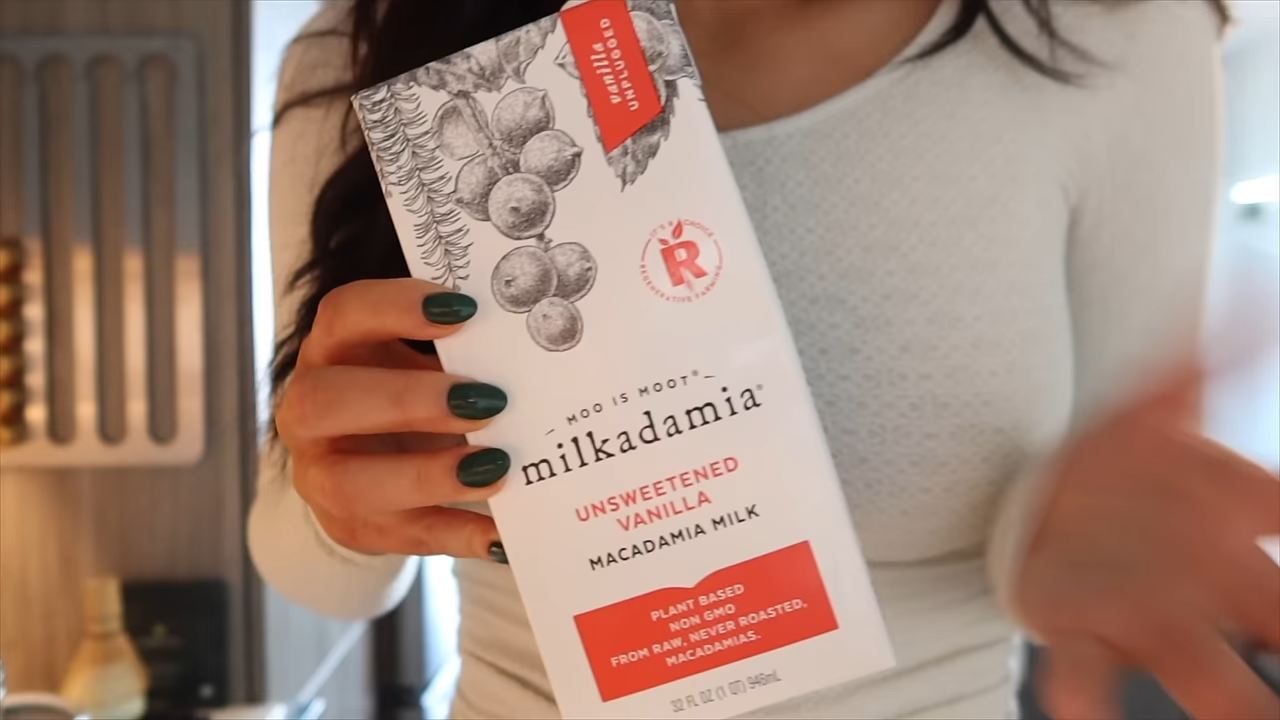 vanilla
UNPLUGGED
IT'S R CHOICE
R
REGENERATIVE FARMING
MOO IS MOOT®
milkadamia®
UNSWEETENED
VANILLA
MACADAMIA MILK
PLANT BASED
NON GMO
FROM RAW, NEVER ROASTED,
MACADAMIAS.
32 FL OZ (1 QT) 946mL